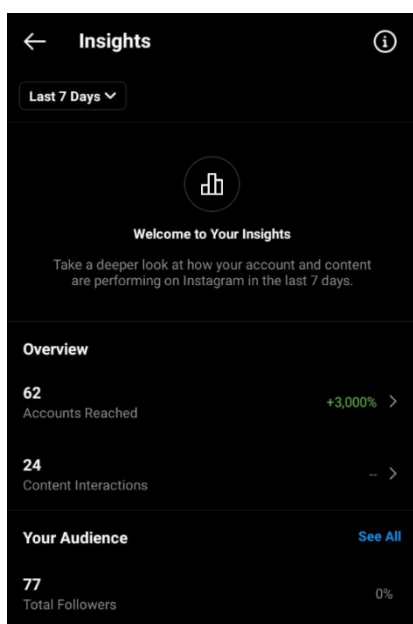 Insights
Last 7 Days
Welcome to Your Insights
Take a deeper look at how your account and content
are performing on Instagram in the last 7 days.
Overview
62
Accounts Reached
+3,000%
24
Content Interactions
--
Your Audience
See All
77
Total Followers
0%